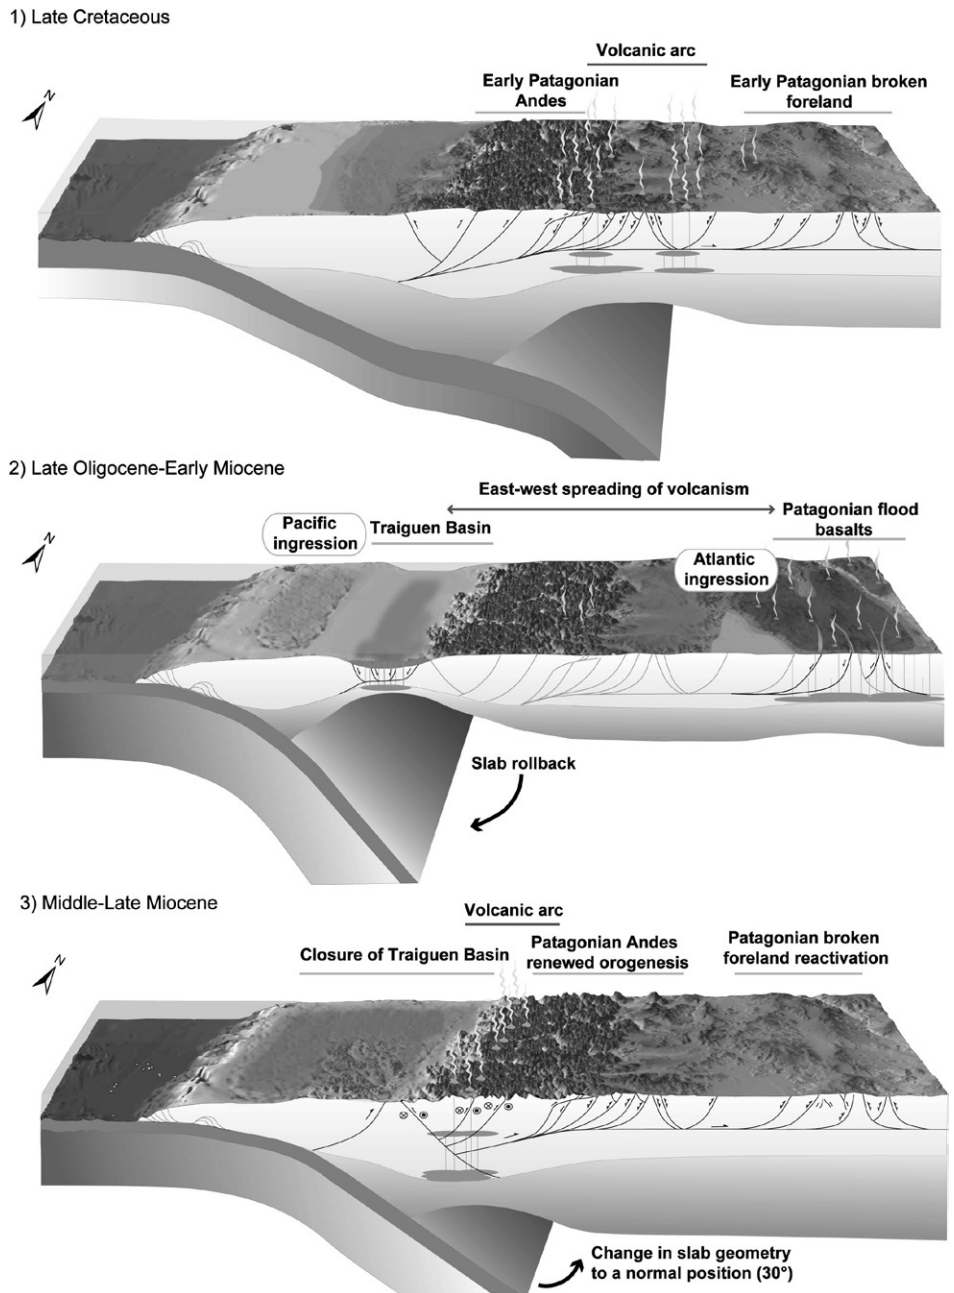 1) Late Cretaceous
Volcanic arc
Early Patagonian
Andes
Early Patagonian broken
foreland
N
2) Late Oligocene-Early Miocene
East-west spreading of volcanism
Pacific
ingression
Traiguen Basin
Patagonian flood
basalts
N
Atlantic
ingression
Slab rollback
3) Middle-Late Miocene
Volcanic arc
Closure of Traiguen Basin
Patagonian Andes
renewed orogenesis
Patagonian broken
foreland reactivation
N
Change in slab geometry
to a normal position (30°)